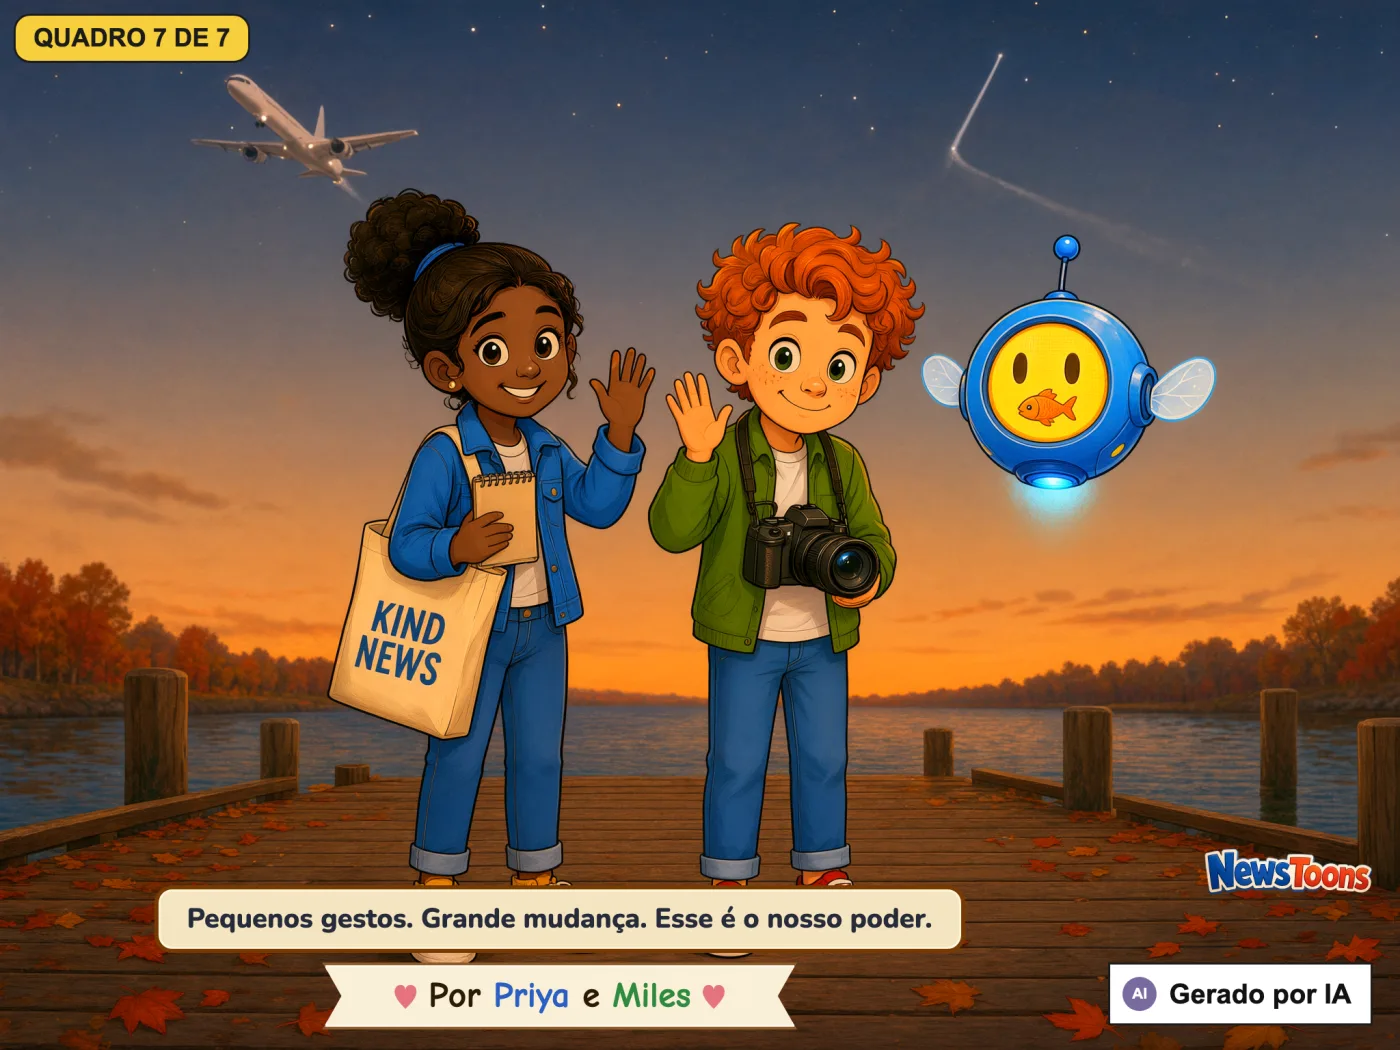 QUADRO 7 DE 7
KIND
NEWS
NewsToons
Pequenos gestos. Grande mudança. Esse é o nosso poder.
Por Priya e Miles
AI Gerado por IA